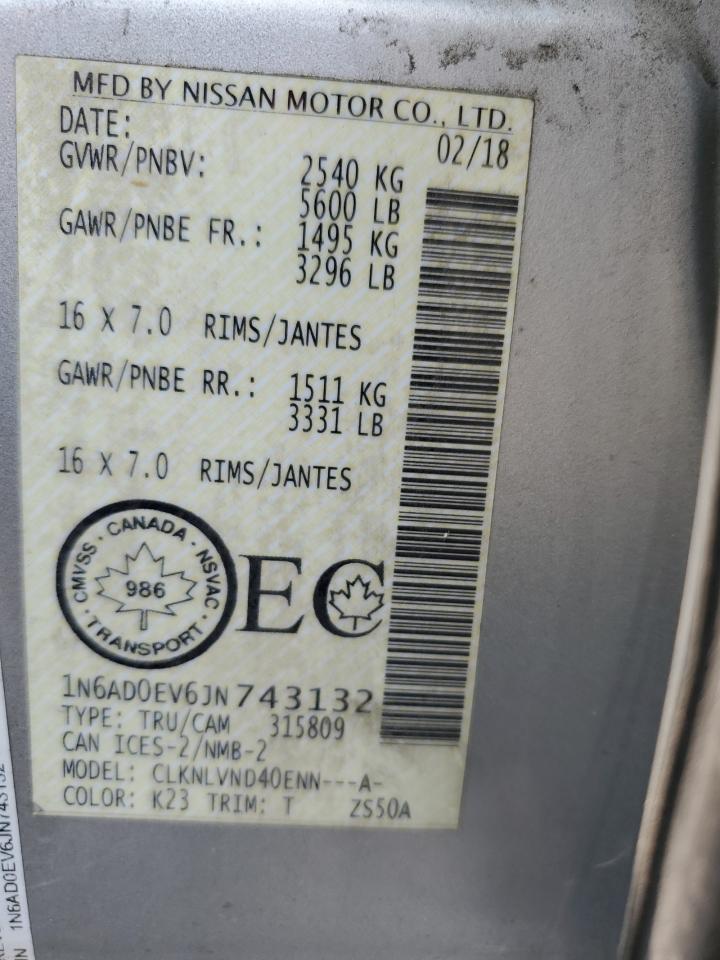 MFD BY NISSAN MOTOR CO., LTD.
DATE: 02/18
GVWR/PNBV: 2540 KG
5600 LB
GAWR/PNBE FR.: 1495 KG
3296 LB
16 X 7.0 RIMS/JANTES
GAWR/PNBE RR.: 1511 KG
3331 LB
16 X 7.0 RIMS/JANTES
CMVSS · CANADA · NSVAC · TRANSPORT ·
986
EC
1N6AD0EV6JN743132
TYPE: TRU/CAM 315809
CAN ICES-2/NMB-2
MODEL: CLKNLVND40ENN---A-
COLOR: K23 TRIM: T ZS50A
1N6AD0EV6JN743132